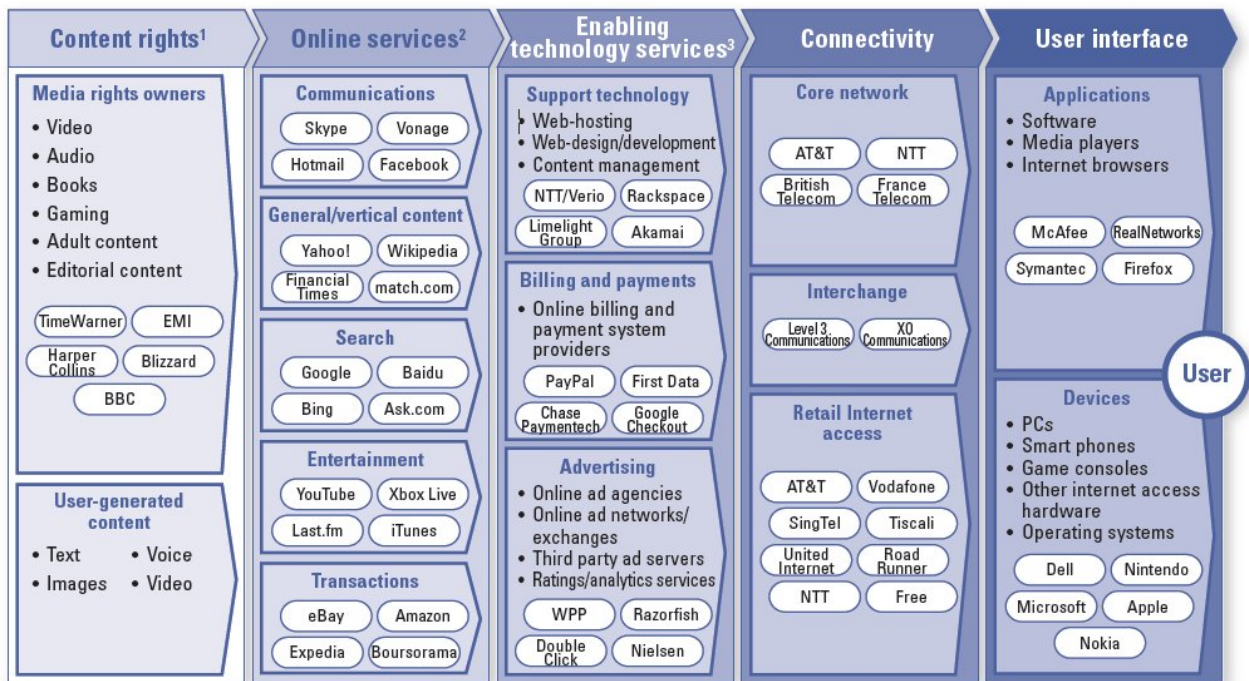 Content rights¹
Media rights owners
• Video
• Audio
• Books
• Gaming
• Adult content
• Editorial content
TimeWarner
EMI
Harper
Collins
Blizzard
BBC
User-generated
content
• Text
• Voice
• Images
• Video
Online services²
Communications
Skype
Vonage
Hotmail
Facebook
General/vertical content
Yahoo!
Wikipedia
Financial
Times
match.com
Search
Google
Baidu
Bing
Ask.com
Entertainment
YouTube
Xbox Live
Last.fm
iTunes
Transactions
eBay
Amazon
Expedia
Boursorama
Enabling
technology services³
Support technology
• Web-hosting
• Web-design/development
• Content management
NTT/Verio
Rackspace
Limelight
Group
Akamai
Billing and payments
• Online billing and
payment system
providers
PayPal
First Data
Chase
Paymentech
Google
Checkout
Advertising
• Online ad agencies
• Online ad networks/
exchanges
• Third party ad servers
• Ratings/analytics services
WPP
Razorfish
Double
Click
Nielsen
Connectivity
Core network
AT&T
NTT
British
Telecom
France
Telecom
Interchange
Level 3
Communications
XO
Communications
Retail Internet
access
AT&T
Vodafone
SingTel
Tiscali
United
Internet
Road
Runner
NTT
Free
User interface
Applications
• Software
• Media players
• Internet browsers
McAfee
RealNetworks
Symantec
Firefox
User
Devices
• PCs
• Smart phones
• Game consoles
• Other internet access
hardware
• Operating systems
Dell
Nintendo
Microsoft
Apple
Nokia